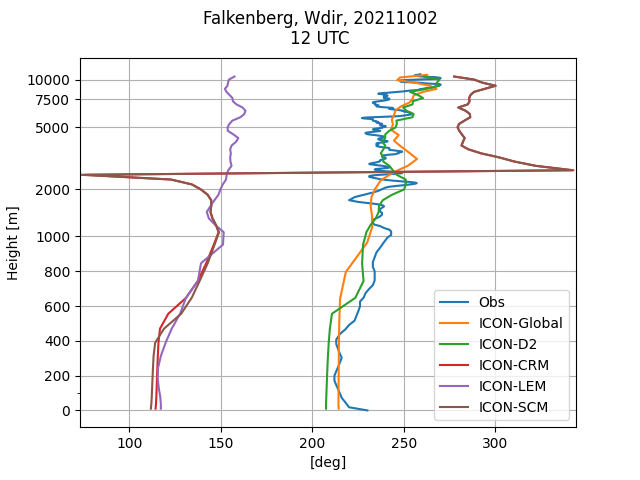 Falkenberg, Wdir, 20211002
12 UTC
10000
7500
5000
2000
1000
800
600
400
200
0
Height [m]
Obs
ICON-Global
ICON-D2
ICON-CRM
ICON-LEM
ICON-SCM
100 150 200 250 300
[deg]